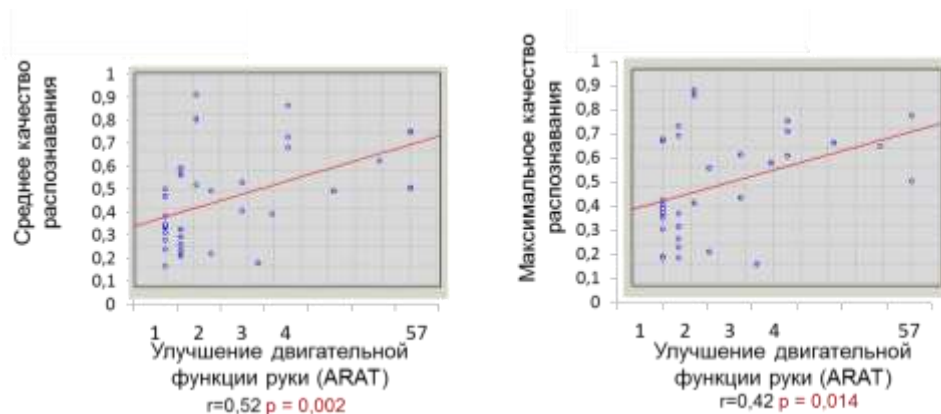 Среднее качество
распознавания
1
0,9
0,8
0,7
0,6
0,5
0,4
0,3
0,2
0,1
0
1 2 3 4 57
Улучшение двигательной
функции руки (ARAT)
r=0,52 p = 0,002
Максимальное качество
распознавания
1
0,9
0,8
0,7
0,6
0,5
0,4
0,3
0,2
0,1
0
1 2 3 4 57
Улучшение двигательной
функции руки (ARAT)
r=0,42 p = 0,014